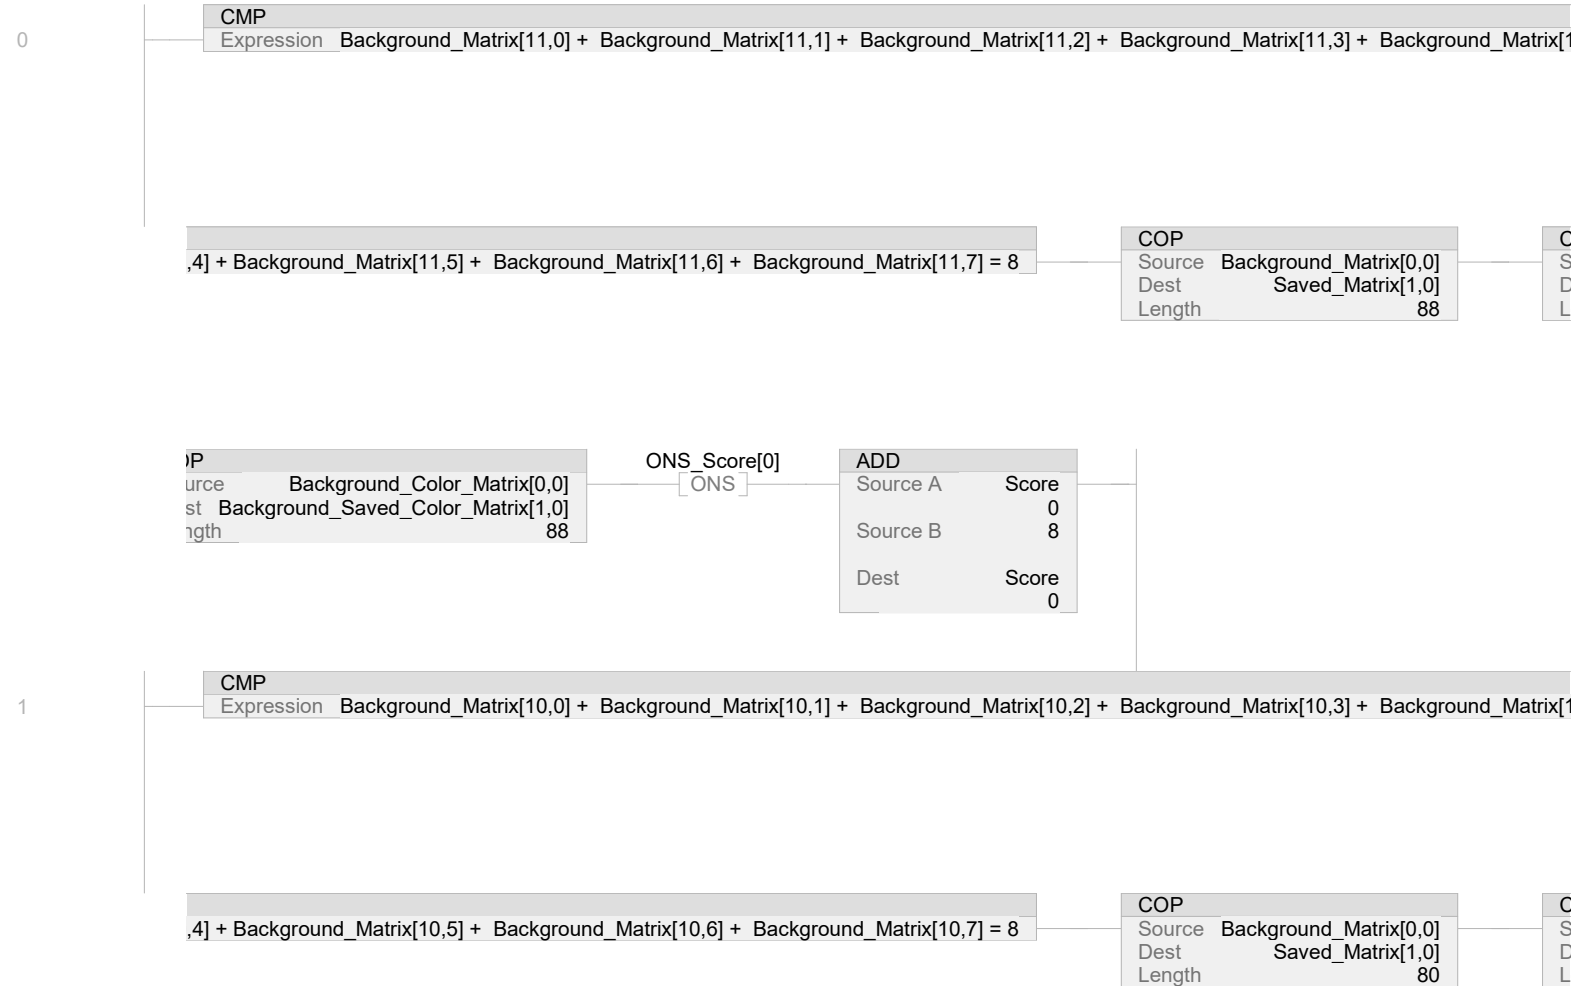 CMP
0
Expression Background_Matrix[11,0] + Background_Matrix[11,1] + Background_Matrix[11,2] + Background_Matrix[11,3] + Background_Matrix[1
,4] + Background_Matrix[11,5] + Background_Matrix[11,6] + Background_Matrix[11,7] = 8
COP
Source Background_Matrix[0,0]
Dest Saved_Matrix[1,0]
Length 88
C
S
D
L
OP
urce Background_Color_Matrix[0,0]
st Background_Saved_Color_Matrix[1,0]
ngth 88
ONS_Score[0]
ONS
ADD
Source A Score
0
Source B 8
Dest Score
0
CMP
1
Expression Background_Matrix[10,0] + Background_Matrix[10,1] + Background_Matrix[10,2] + Background_Matrix[10,3] + Background_Matrix[1
,4] + Background_Matrix[10,5] + Background_Matrix[10,6] + Background_Matrix[10,7] = 8
COP
Source Background_Matrix[0,0]
Dest Saved_Matrix[1,0]
Length 80
C
S
D
L